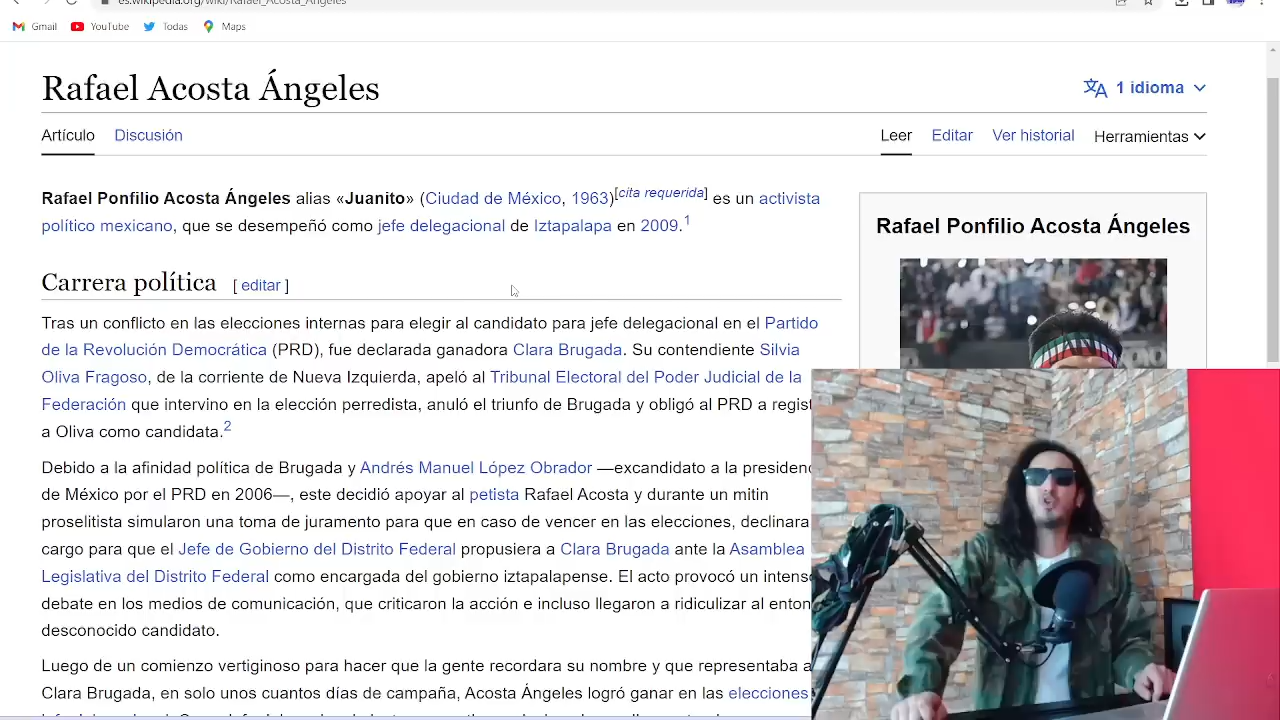 es.wikipedia.org/wiki/Rafael_Acosta_Ángeles
Gmail YouTube Todas Maps
Rafael Acosta Ángeles
1 idioma
Artículo Discusión Leer Editar Ver historial Herramientas
Rafael Ponfilio Acosta Ángeles alias «Juanito» (Ciudad de México, 1963)[cita requerida] es un activista
político mexicano, que se desempeñó como jefe delegacional de Iztapalapa en 2009.1
Rafael Ponfilio Acosta Ángeles
Carrera política [ editar ]
Tras un conflicto en las elecciones internas para elegir al candidato para jefe delegacional en el Partido
de la Revolución Democrática (PRD), fue declarada ganadora Clara Brugada. Su contendiente Silvia
Oliva Fragoso, de la corriente de Nueva Izquierda, apeló al Tribunal Electoral del Poder Judicial de la
Federación que intervino en la elección perredista, anuló el triunfo de Brugada y obligó al PRD a regist
a Oliva como candidata.2
Debido a la afinidad política de Brugada y Andrés Manuel López Obrador —excandidato a la presidenc
de México por el PRD en 2006—, este decidió apoyar al petista Rafael Acosta y durante un mitin
proselitista simularon una toma de juramento para que en caso de vencer en las elecciones, declinara
cargo para que el Jefe de Gobierno del Distrito Federal propusiera a Clara Brugada ante la Asamblea
Legislativa del Distrito Federal como encargada del gobierno iztapalapense. El acto provocó un intenso
debate en los medios de comunicación, que criticaron la acción e incluso llegaron a ridiculizar al enton
desconocido candidato.
Luego de un comienzo vertiginoso para hacer que la gente recordara su nombre y que representaba a
Clara Brugada, en solo unos cuantos días de campaña, Acosta Ángeles logró ganar en las elecciones